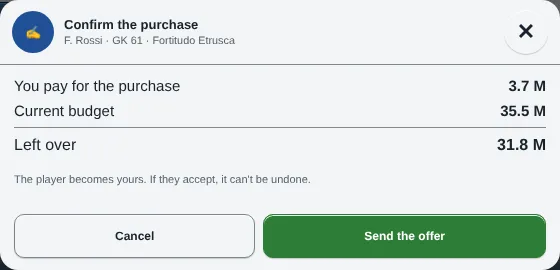 Confirm the purchase
F. Rossi · GK 61 · Fortitudo Etrusca
You pay for the purchase 3.7 M
Current budget 35.5 M
Left over 31.8 M
The player becomes yours. If they accept, it can't be undone.
Cancel Send the offer